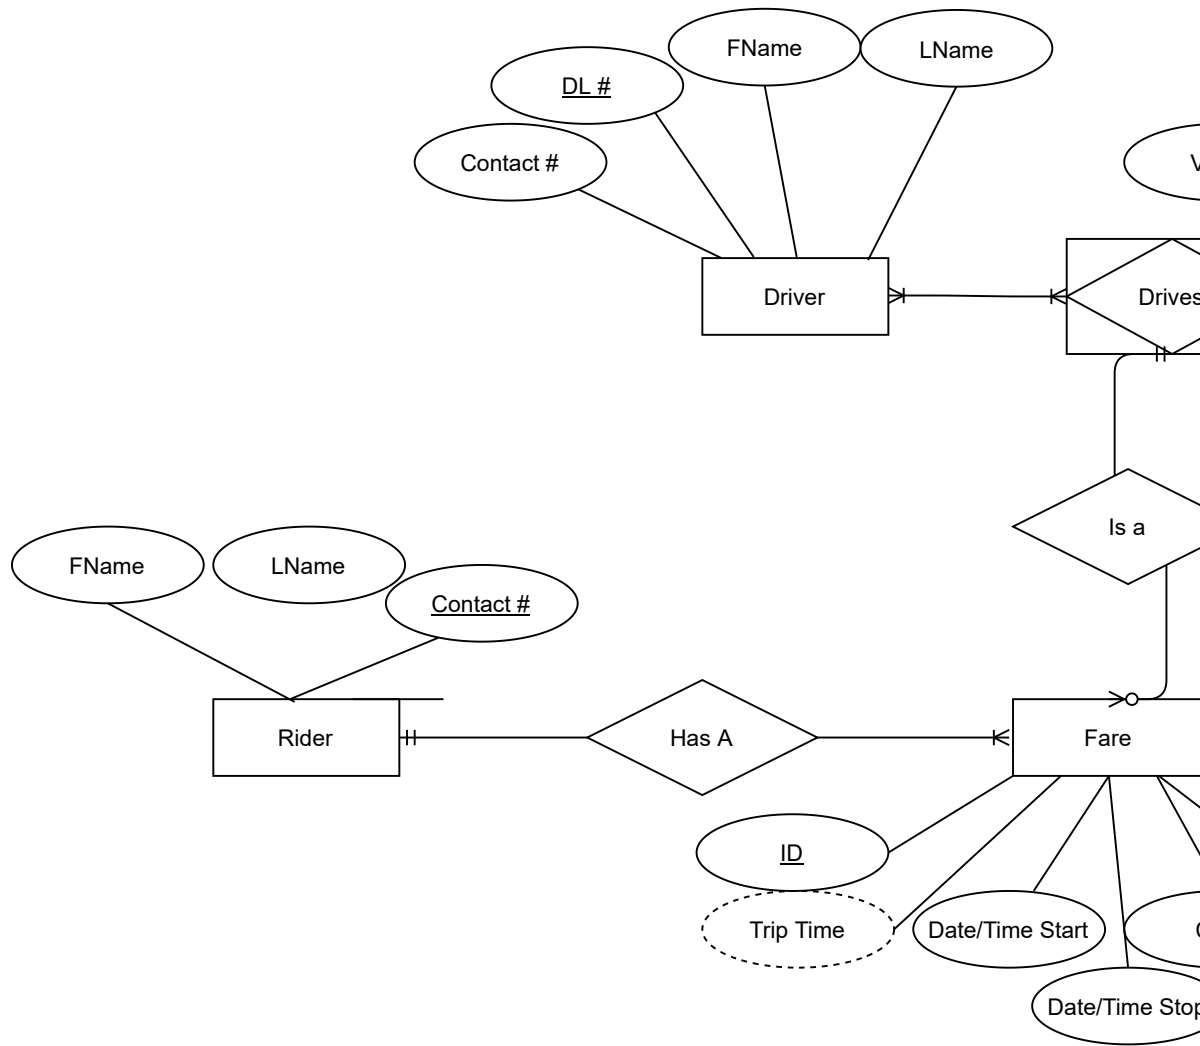 FName
LName
DL #
Contact #
Driver
Drives
Is a
FName
LName
Contact #
Rider
Has A
Fare
ID
Trip Time
Date/Time Start
Date/Time Stop